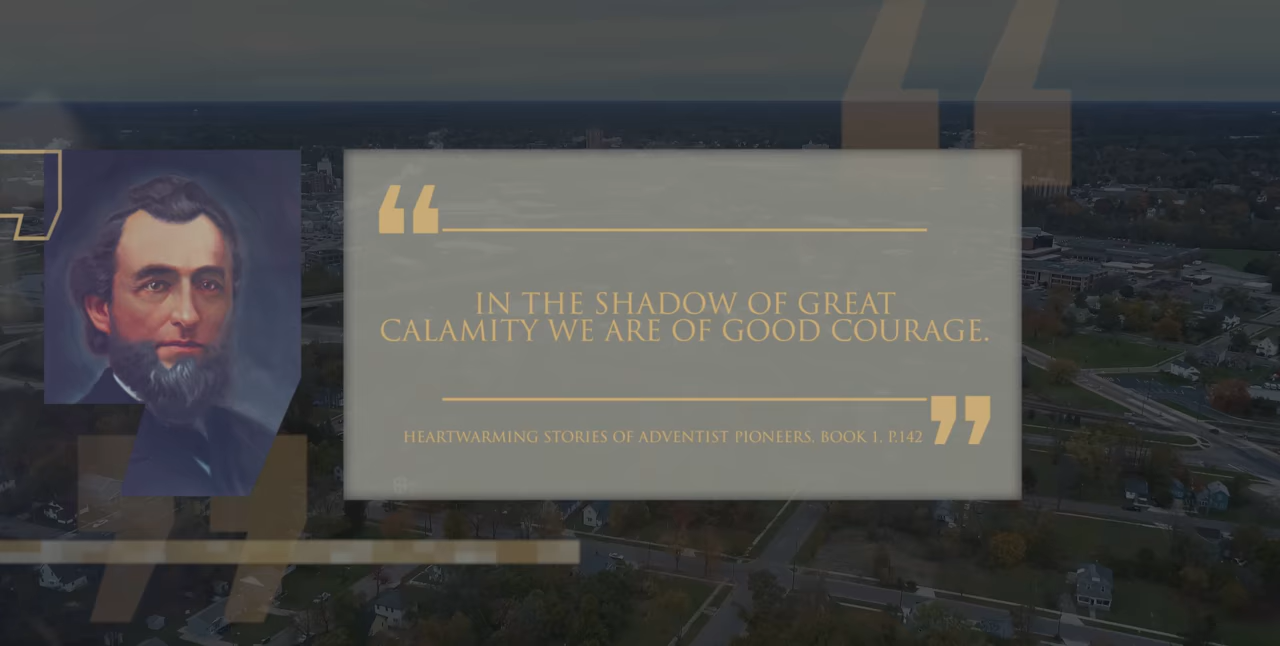 IN THE SHADOW OF GREAT
CALAMITY WE ARE OF GOOD COURAGE.
HEARTWARMING STORIES OF ADVENTIST PIONEERS, BOOK 1, P.142